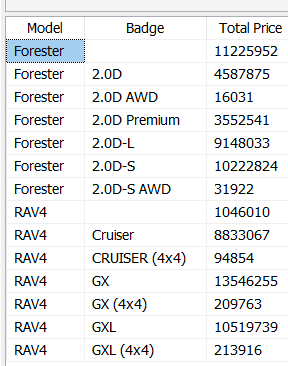 Model Badge Total Price
Forester 11225952
Forester 2.0D 4587875
Forester 2.0D AWD 16031
Forester 2.0D Premium 3552541
Forester 2.0D-L 9148033
Forester 2.0D-S 10222824
Forester 2.0D-S AWD 31922
RAV4 1046010
RAV4 Cruiser 8833067
RAV4 CRUISER (4x4) 94854
RAV4 GX 13546255
RAV4 GX (4x4) 209763
RAV4 GXL 10519739
RAV4 GXL (4x4) 213916